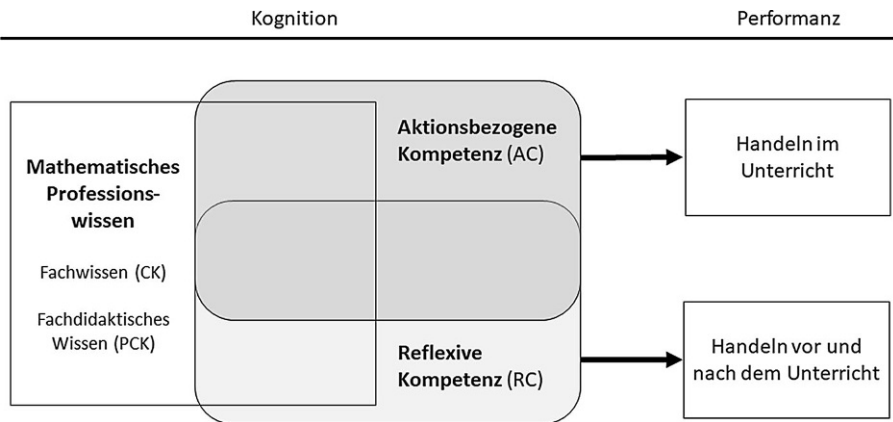 Kognition
Performanz
Mathematisches
Professions-
wissen
Fachwissen (CK)
Fachdidaktisches
Wissen (PCK)
Aktionsbezogene
Kompetenz (AC)
Reflexive
Kompetenz (RC)
Handeln im
Unterricht
Handeln vor und
nach dem Unterricht